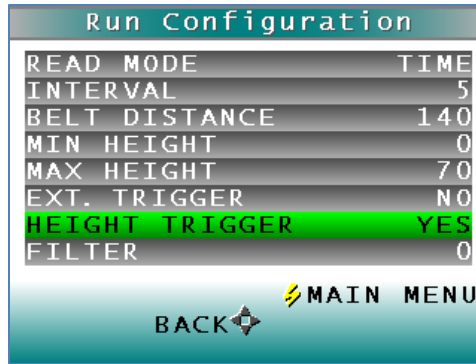 Run Configuration
READ MODE TIME
INTERVAL 5
BELT DISTANCE 140
MIN HEIGHT 0
MAX HEIGHT 70
EXT. TRIGGER NO
HEIGHT TRIGGER YES
FILTER 0
MAIN MENU
BACK